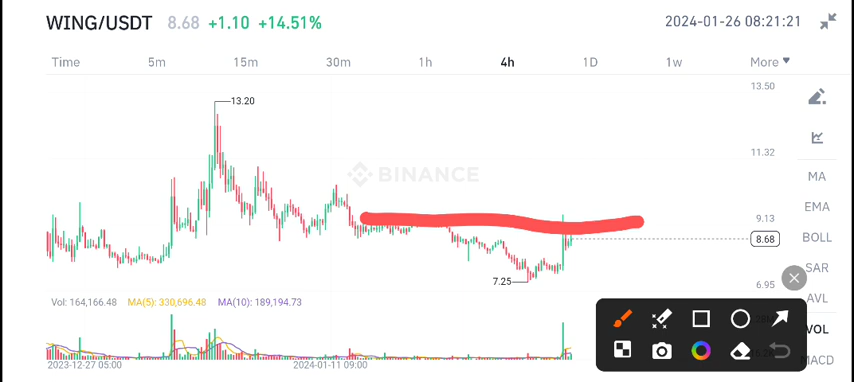 WING/USDT 8.68 +1.10 +14.51% 2024-01-26 08:21:21
Time 5m 15m 30m 1h 4h 1D 1w More
13.50
13.20
11.32
BINANCE
MA
EMA
9.13
8.68
BOLL
SAR
7.25
6.95
AVL
Vol: 164,166.48 MA(5): 330,696.48 MA(10): 189,194.73
VOL
MACD
2023-12-27 05:00 2024-01-11 09:00